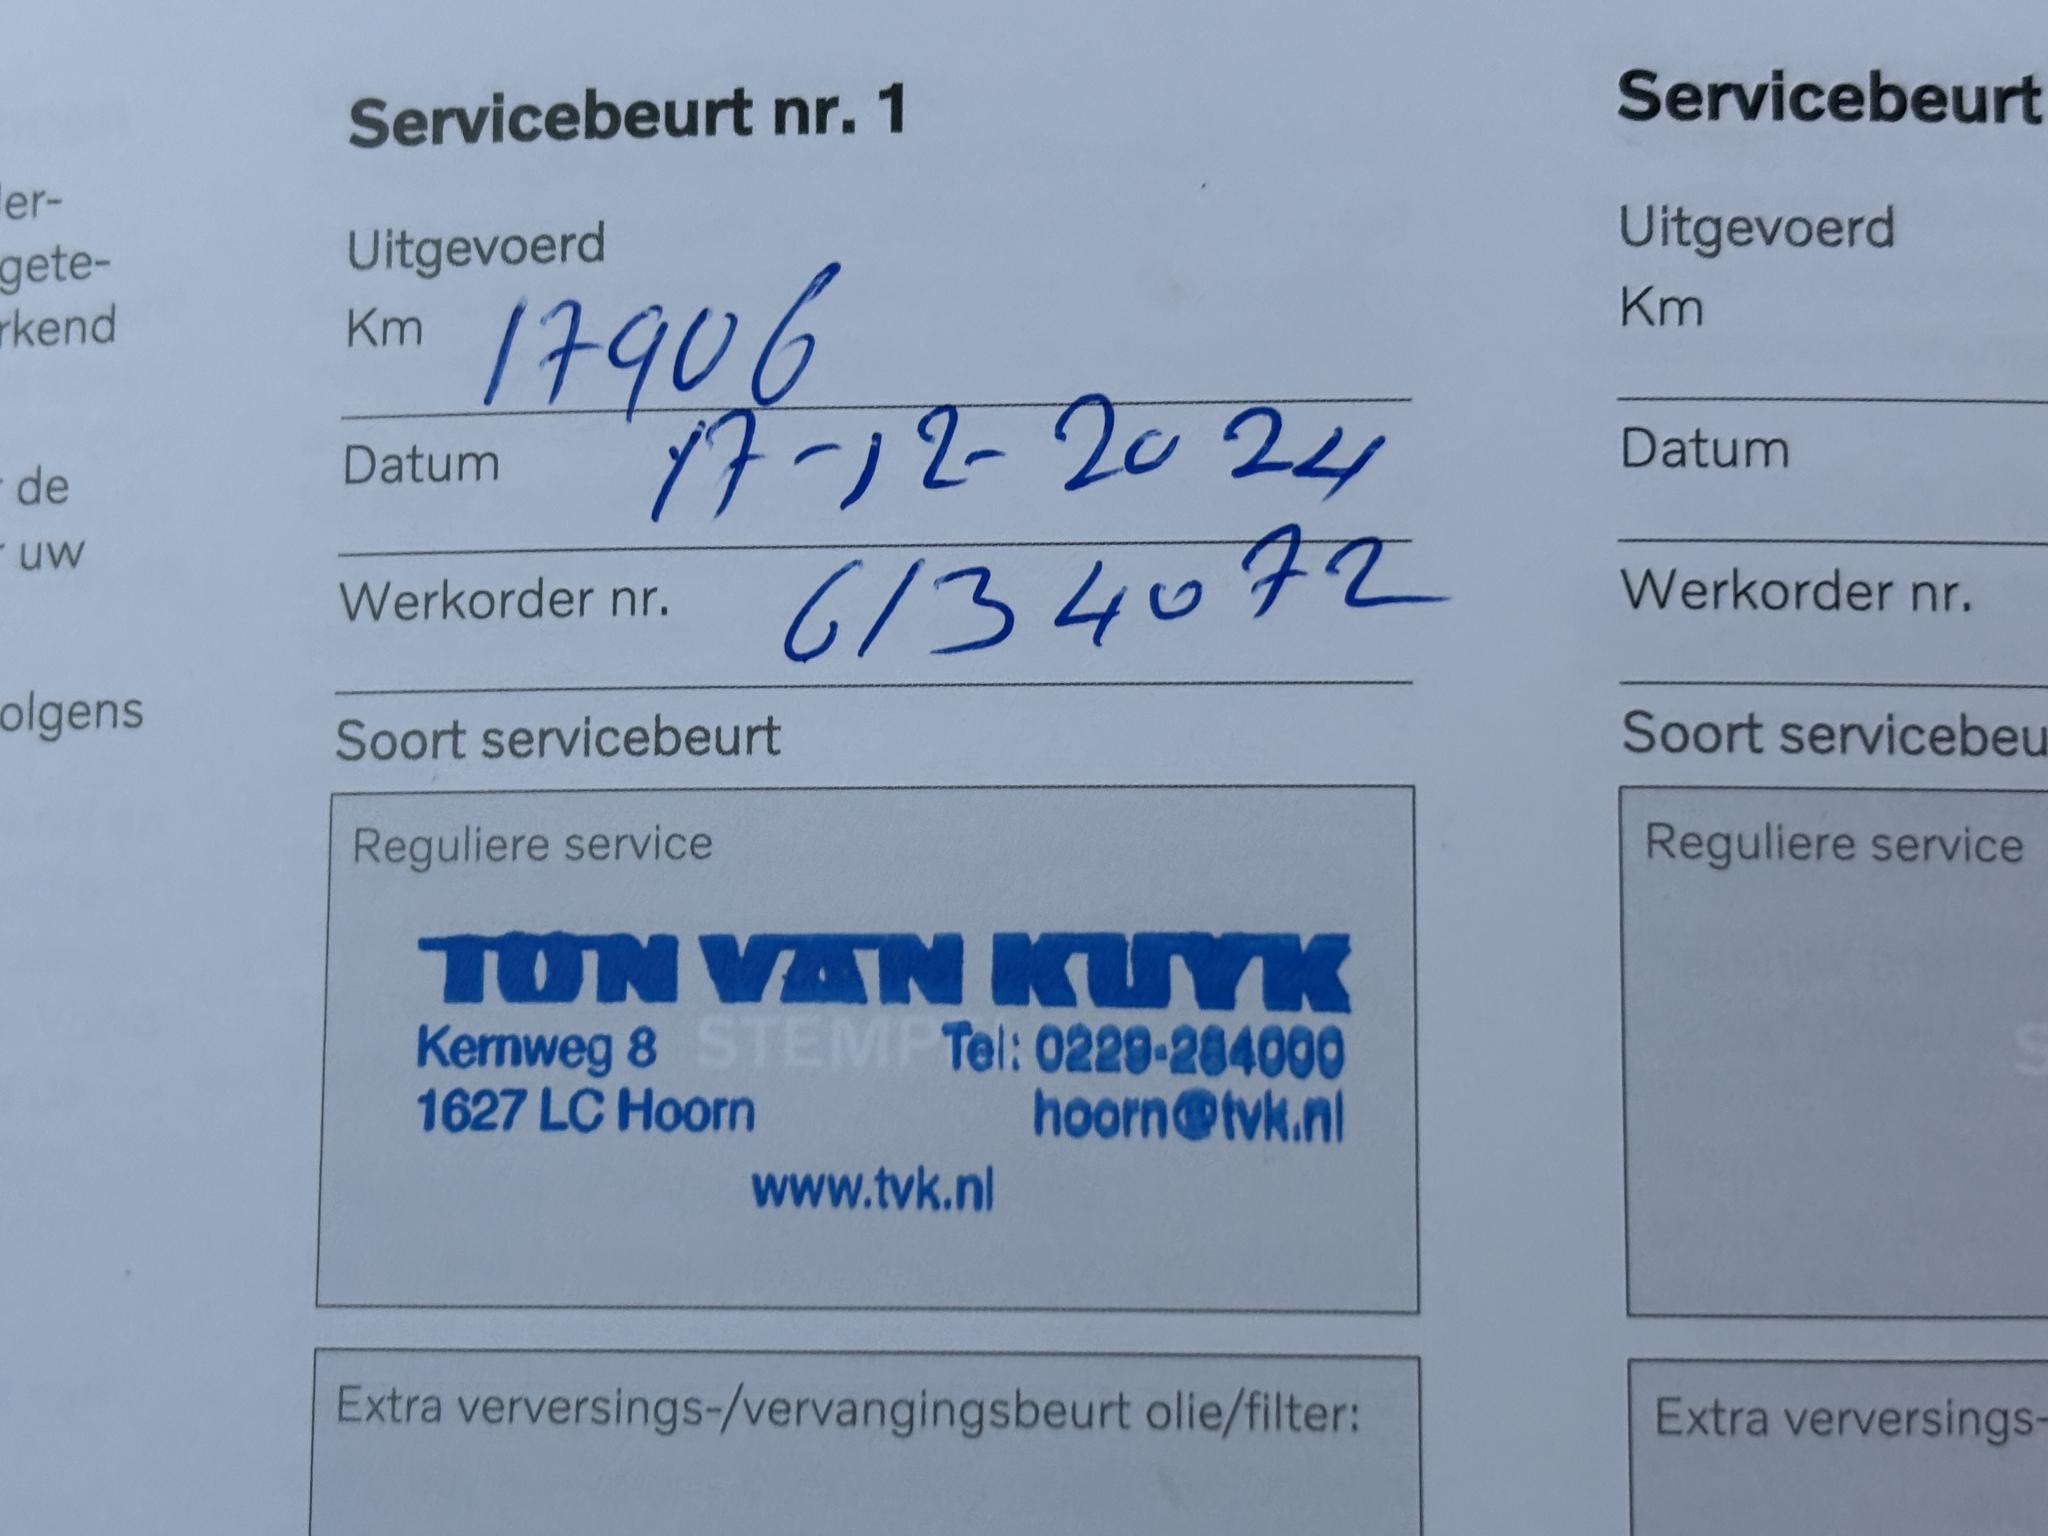 der-
gete-
rkend
de
r uw
olgens
Servicebeurt nr. 1
Uitgevoerd
Km 17906
Datum 17-12-2024
Werkorder nr. 6134072
Soort servicebeurt
Reguliere service
TON VAN KUYK
STEMP
Kernweg 8 Tel: 0229-284000
1627 LC Hoorn hoorn@tvk.nl
www.tvk.nl
Extra verversings-/vervangingsbeurt olie/filter:
Servicebeurt
Uitgevoerd
Km
Datum
Werkorder nr.
Soort servicebeu
Reguliere service
S
Extra verversings-